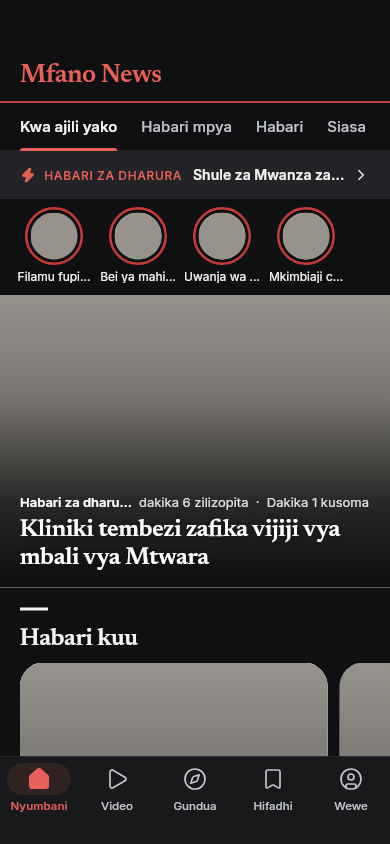 Mfano News
Kwa ajili yako Habari mpya Habari Siasa
HABARI ZA DHARURA Shule za Mwanza za...
Filamu fupi... Bei ya mahi... Uwanja wa ... Mkimbiaji c...
Habari za dharu... dakika 6 zilizopita · Dakika 1 kusoma
Kliniki tembezi zafika vijiji vya
mbali vya Mtwara
Habari kuu
Nyumbani Video Gundua Hifadhi Wewe